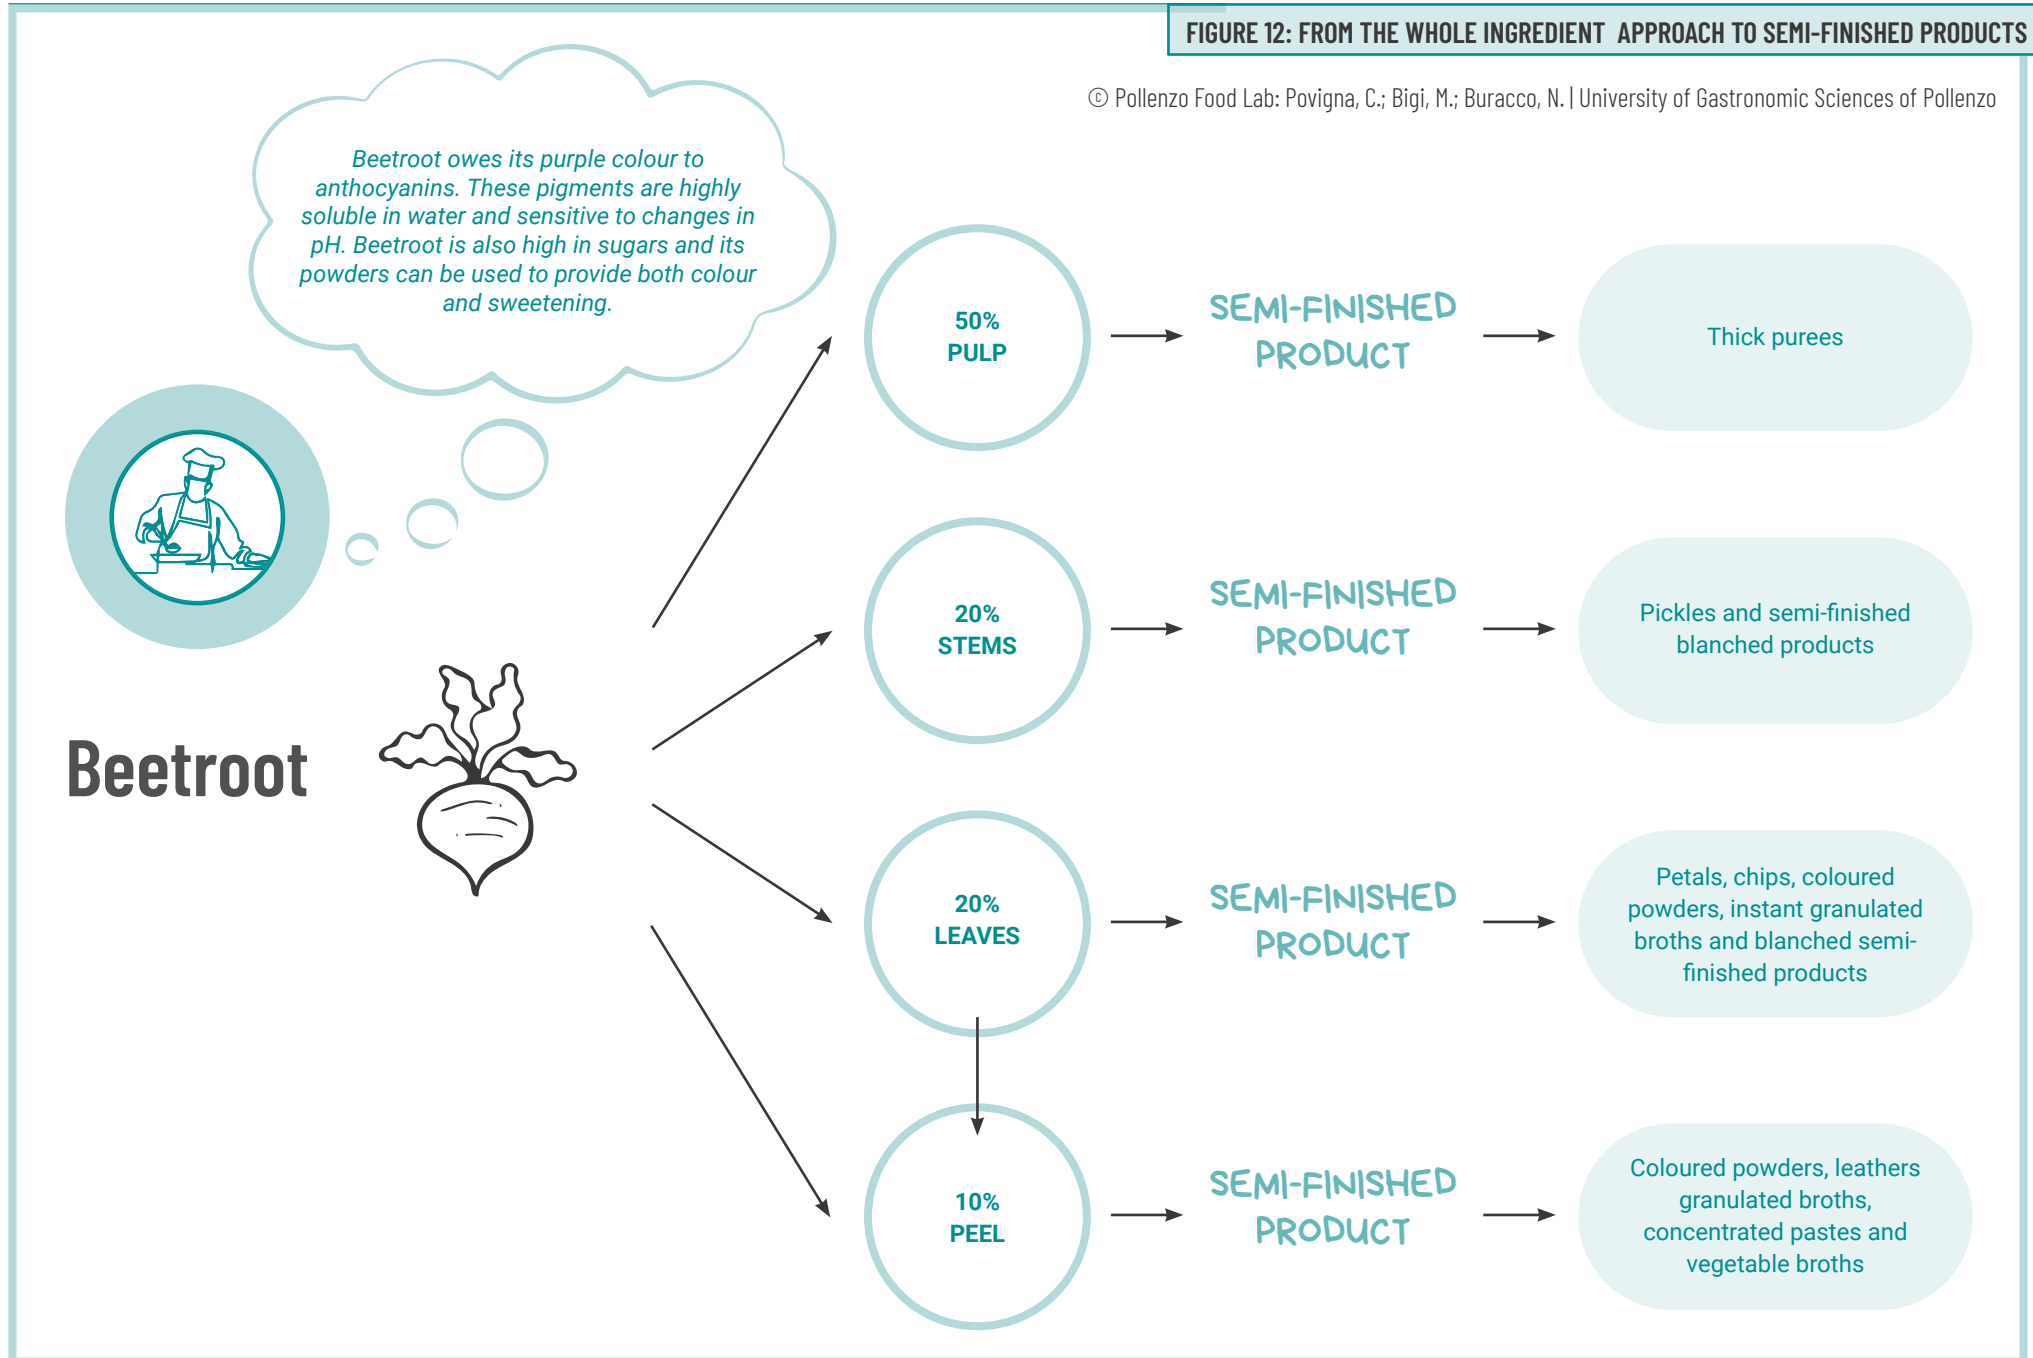 FIGURE 12: FROM THE WHOLE INGREDIENT APPROACH TO SEMI-FINISHED PRODUCTS
© Pollenzo Food Lab: Povigna, C.; Bigi, M.; Buracco, N. | University of Gastronomic Sciences of Pollenzo
Beetroot owes its purple colour to
anthocyanins. These pigments are highly
soluble in water and sensitive to changes in
pH. Beetroot is also high in sugars and its
powders can be used to provide both colour
and sweetening.
Beetroot
50%
PULP
SEMI-FINISHED
PRODUCT
Thick purees
20%
STEMS
SEMI-FINISHED
PRODUCT
Pickles and semi-finished
blanched products
20%
LEAVES
SEMI-FINISHED
PRODUCT
Petals, chips, coloured
powders, instant granulated
broths and blanched semi-
finished products
10%
PEEL
SEMI-FINISHED
PRODUCT
Coloured powders, leathers
granulated broths,
concentrated pastes and
vegetable broths